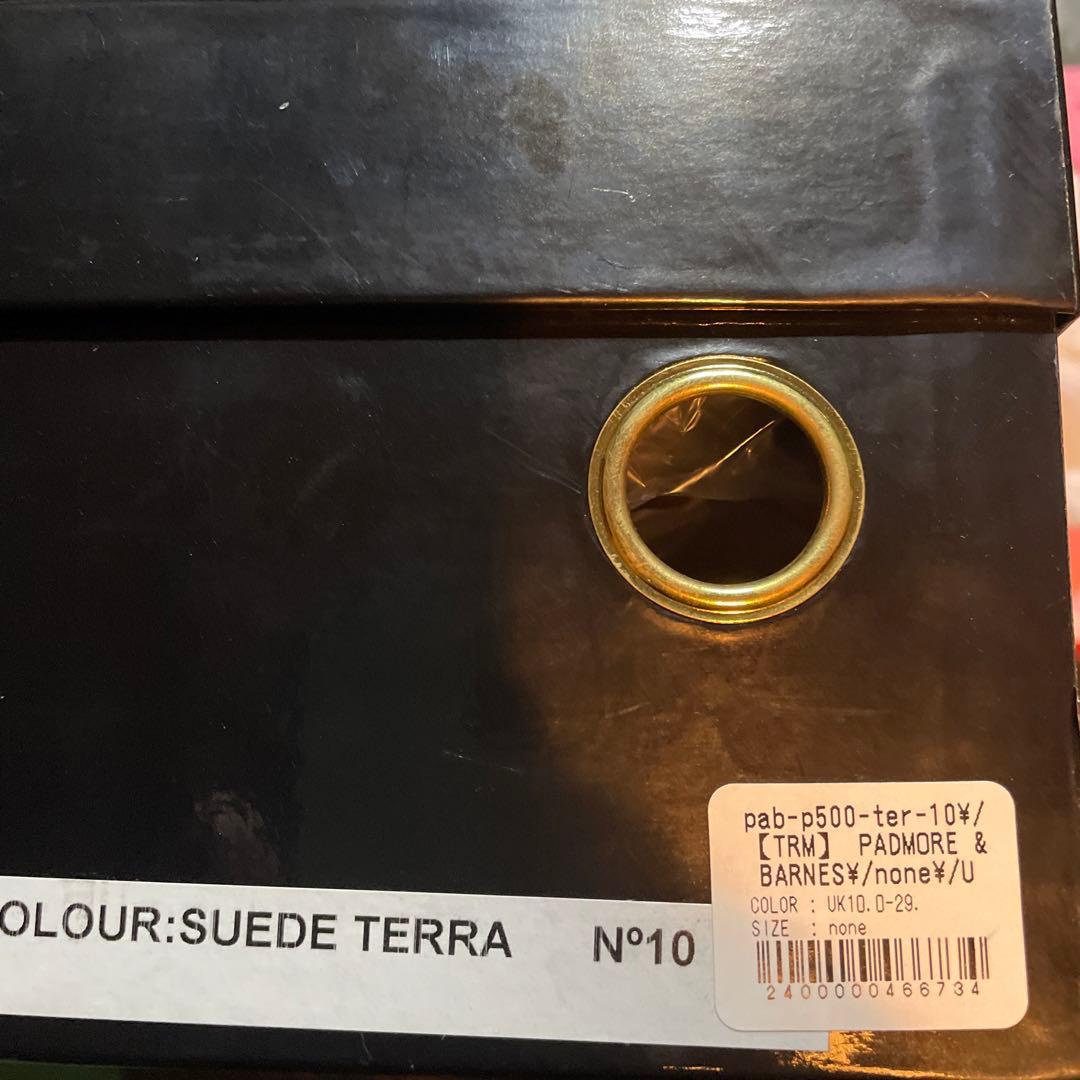 pab-p500-ter-10¥/
【TRM】 PADMORE &
BARNES¥/none¥/U
COLOR : UK10.0-29.
SIZE : none
2400000466734
OLOUR:SUEDE TERRA Nº10